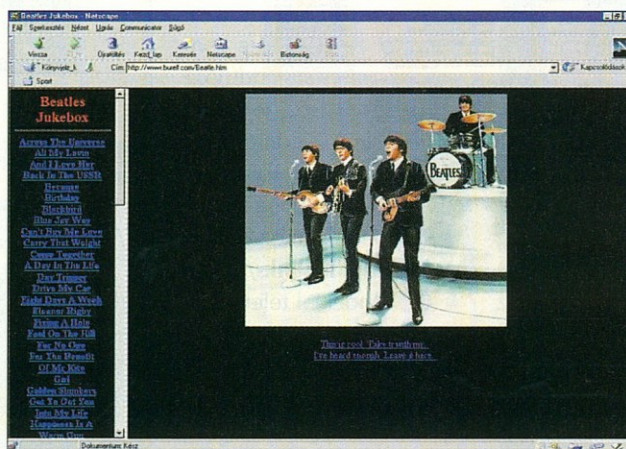 Beatles Jukebox - Netscape
Fájl Szerkesztés Nézet Ugrás Communicator Súgó
Vissza Újratöltés Kezd_lap Keresés Netscape Biztonság
Könyvjelz_k Cím: http://www.burell.com/Beatle.htm Kapcsolódások
Sport
Beatles
Jukebox
Across The Universe
All My Lovin
And I Love Her
Back In The USSR
Because
Birthday
Blackbird
Blue Jay Way
Can't Buy Me Love
Carry That Weight
Come Together
A Day In The Life
Day Tripper
Drive My Car
Eight Days A Week
Eleanor Rigby
Fixing A Hole
Fool On The Hill
For No One
For The Benefit
Of Mr Kite
Girl
Golden Slumbers
Got To Get You
Into My Life
Happiness Is A
Warm Gun
THE
BEATLES
This is cool. Take it with me.
I've heard enough. Leave it here.
Dokumentum: Kész